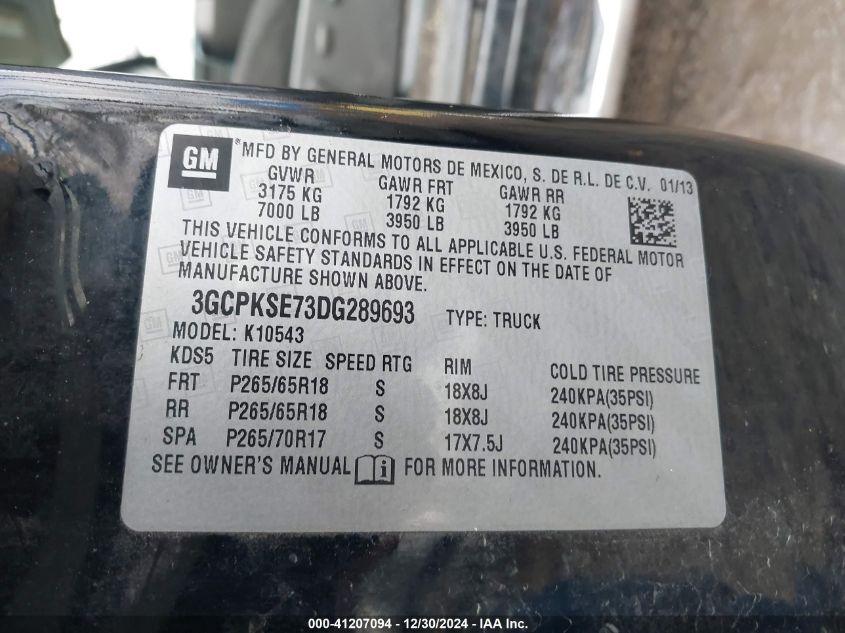 GM *MFD BY GENERAL MOTORS DE MEXICO, S. DE R.L. DE C.V. 01/13
GVWR GAWR FRT GAWR RR
3175 KG 1792 KG 1792 KG
7000 LB 3950 LB 3950 LB
THIS VEHICLE CONFORMS TO ALL APPLICABLE U.S. FEDERAL MOTOR
VEHICLE SAFETY STANDARDS IN EFFECT ON THE DATE OF
MANUFACTURE SHOWN ABOVE.
3GCPKSE73DG289693 TYPE: TRUCK
MODEL: K10543
KDS5 TIRE SIZE SPEED RTG RIM COLD TIRE PRESSURE
FRT P265/65R18 S 18X8J 240KPA(35PSI)
RR P265/65R18 S 18X8J 240KPA(35PSI)
SPA P265/70R17 S 17X7.5J 240KPA(35PSI)
SEE OWNER'S MANUAL i FOR MORE INFORMATION.
000-41207094 - 12/30/2024 - IAA Inc.